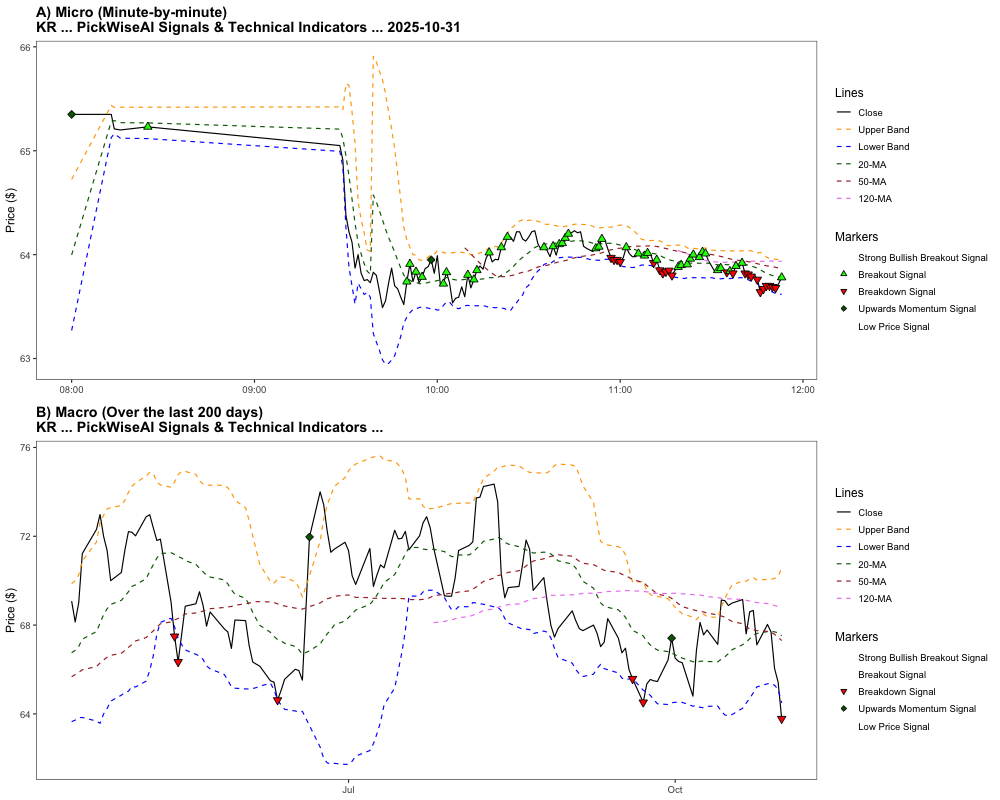 A) Micro (Minute-by-minute)
KR ... PickWiseAI Signals & Technical Indicators ... 2025-10-31
Price ($)
66
65
64
63
08:00
09:00
10:00
11:00
12:00
Lines
Close
Upper Band
Lower Band
20-MA
50-MA
120-MA
Markers
Strong Bullish Breakout Signal
Breakout Signal
Breakdown Signal
Upwards Momentum Signal
Low Price Signal
B) Macro (Over the last 200 days)
KR ... PickWiseAI Signals & Technical Indicators ...
Price ($)
76
72
68
64
Jul
Oct
Lines
Close
Upper Band
Lower Band
20-MA
50-MA
120-MA
Markers
Strong Bullish Breakout Signal
Breakout Signal
Breakdown Signal
Upwards Momentum Signal
Low Price Signal